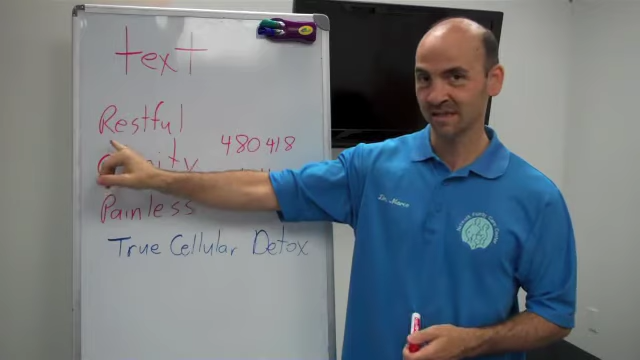 text
Restful
480 418
Painless
True Cellular Detox